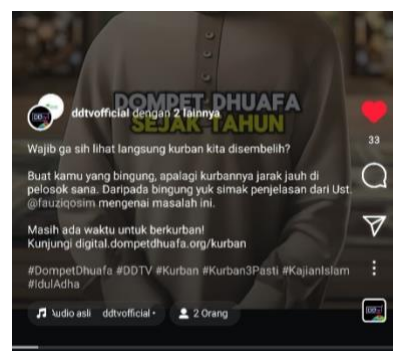 DOMPET DHUAFA
SEJAK TAHUN
ddtvofficial dengan 2 lainnya
Wajib ga sih lihat langsung kurban kita disembelih?
Buat kamu yang bingung, apalagi kurbannya jarak jauh di
pelosok sana. Daripada bingung yuk simak penjelasan dari Ust.
@fauziqosim mengenai masalah ini.
Masih ada waktu untuk berkurban!
Kunjungi digital.dompetdhuafa.org/kurban
#DompetDhuafa #DDTV #Kurban #Kurban3Pasti #KajianIslam
#IdulAdha
\udio asli ddtvofficial •
2 Orang
33